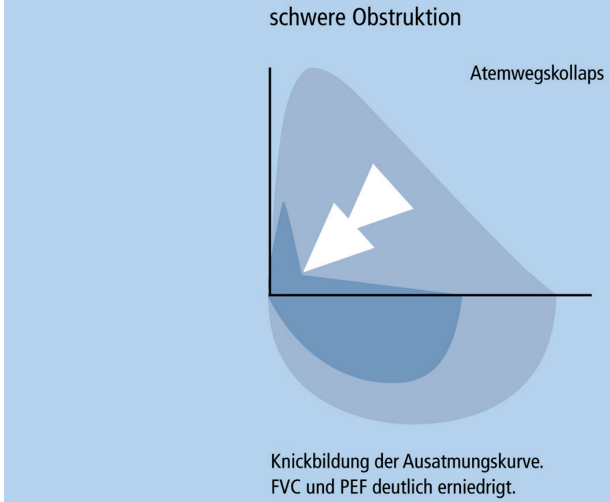 schwere Obstruktion
Atemwegskollaps
Knickbildung der Ausatmungskurve.
FVC und PEF deutlich erniedrigt.